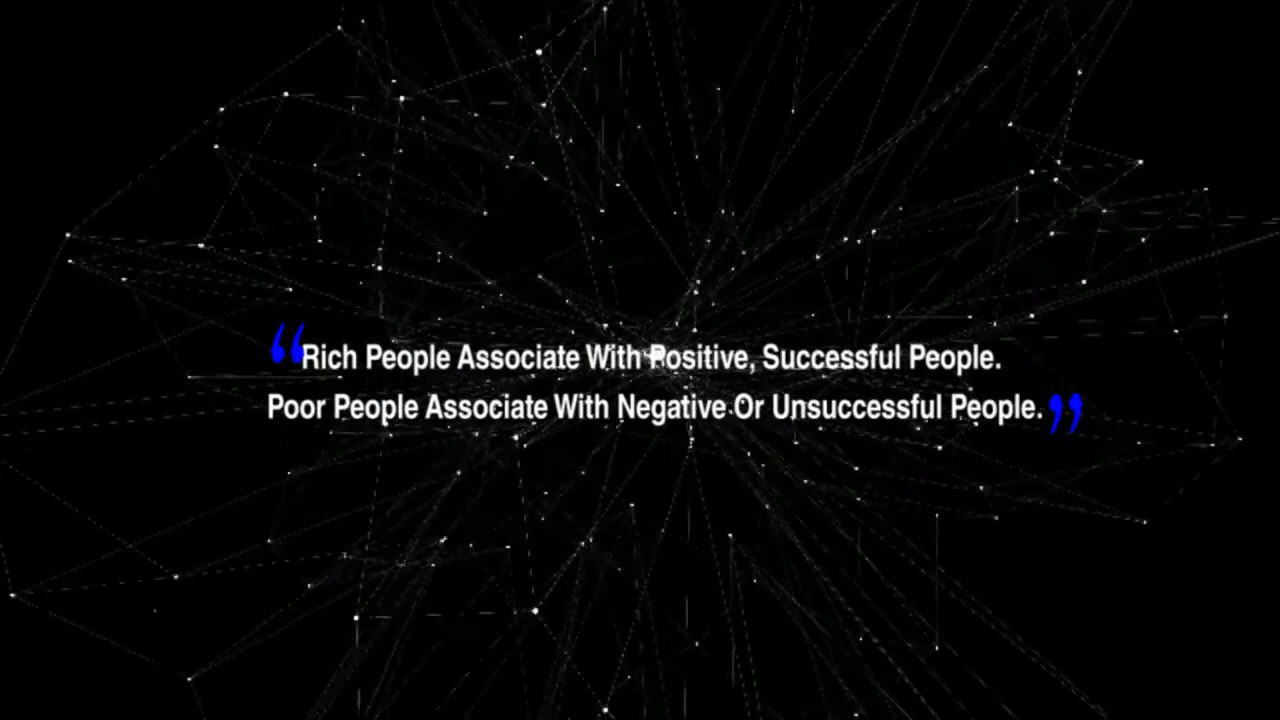 “Rich People Associate With Positive, Successful People.
Poor People Associate With Negative Or Unsuccessful People.”